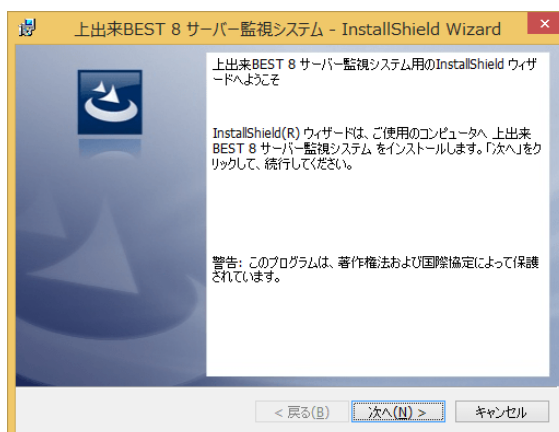 上出来BEST 8 サーバー監視システム - InstallShield Wizard
上出来BEST 8 サーバー監視システム用のInstallShield ウィザ
ードへようこそ
InstallShield(R) ウィザードは、ご使用のコンピュータへ 上出来
BEST 8 サーバー監視システム をインストールします。「次へ」をク
リックして、続行してください。
警告: このプログラムは、著作権法および国際協定によって保護
されています。
< 戻る(B) 次へ(N) > キャンセル